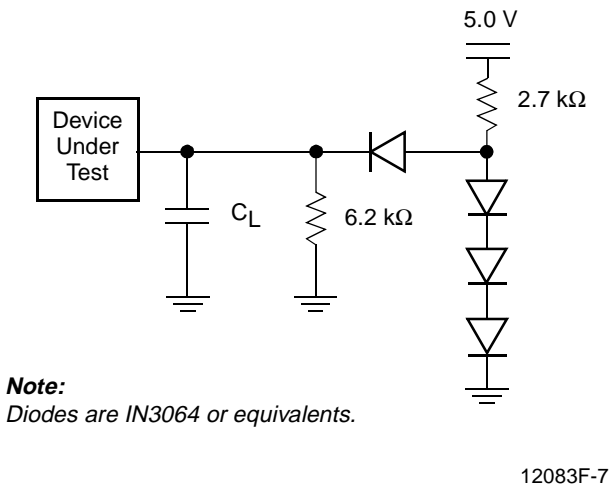 5.0 V
2.7 kΩ
Device
Under
Test
CL
6.2 kΩ
Note:
Diodes are IN3064 or equivalents.
12083F-7